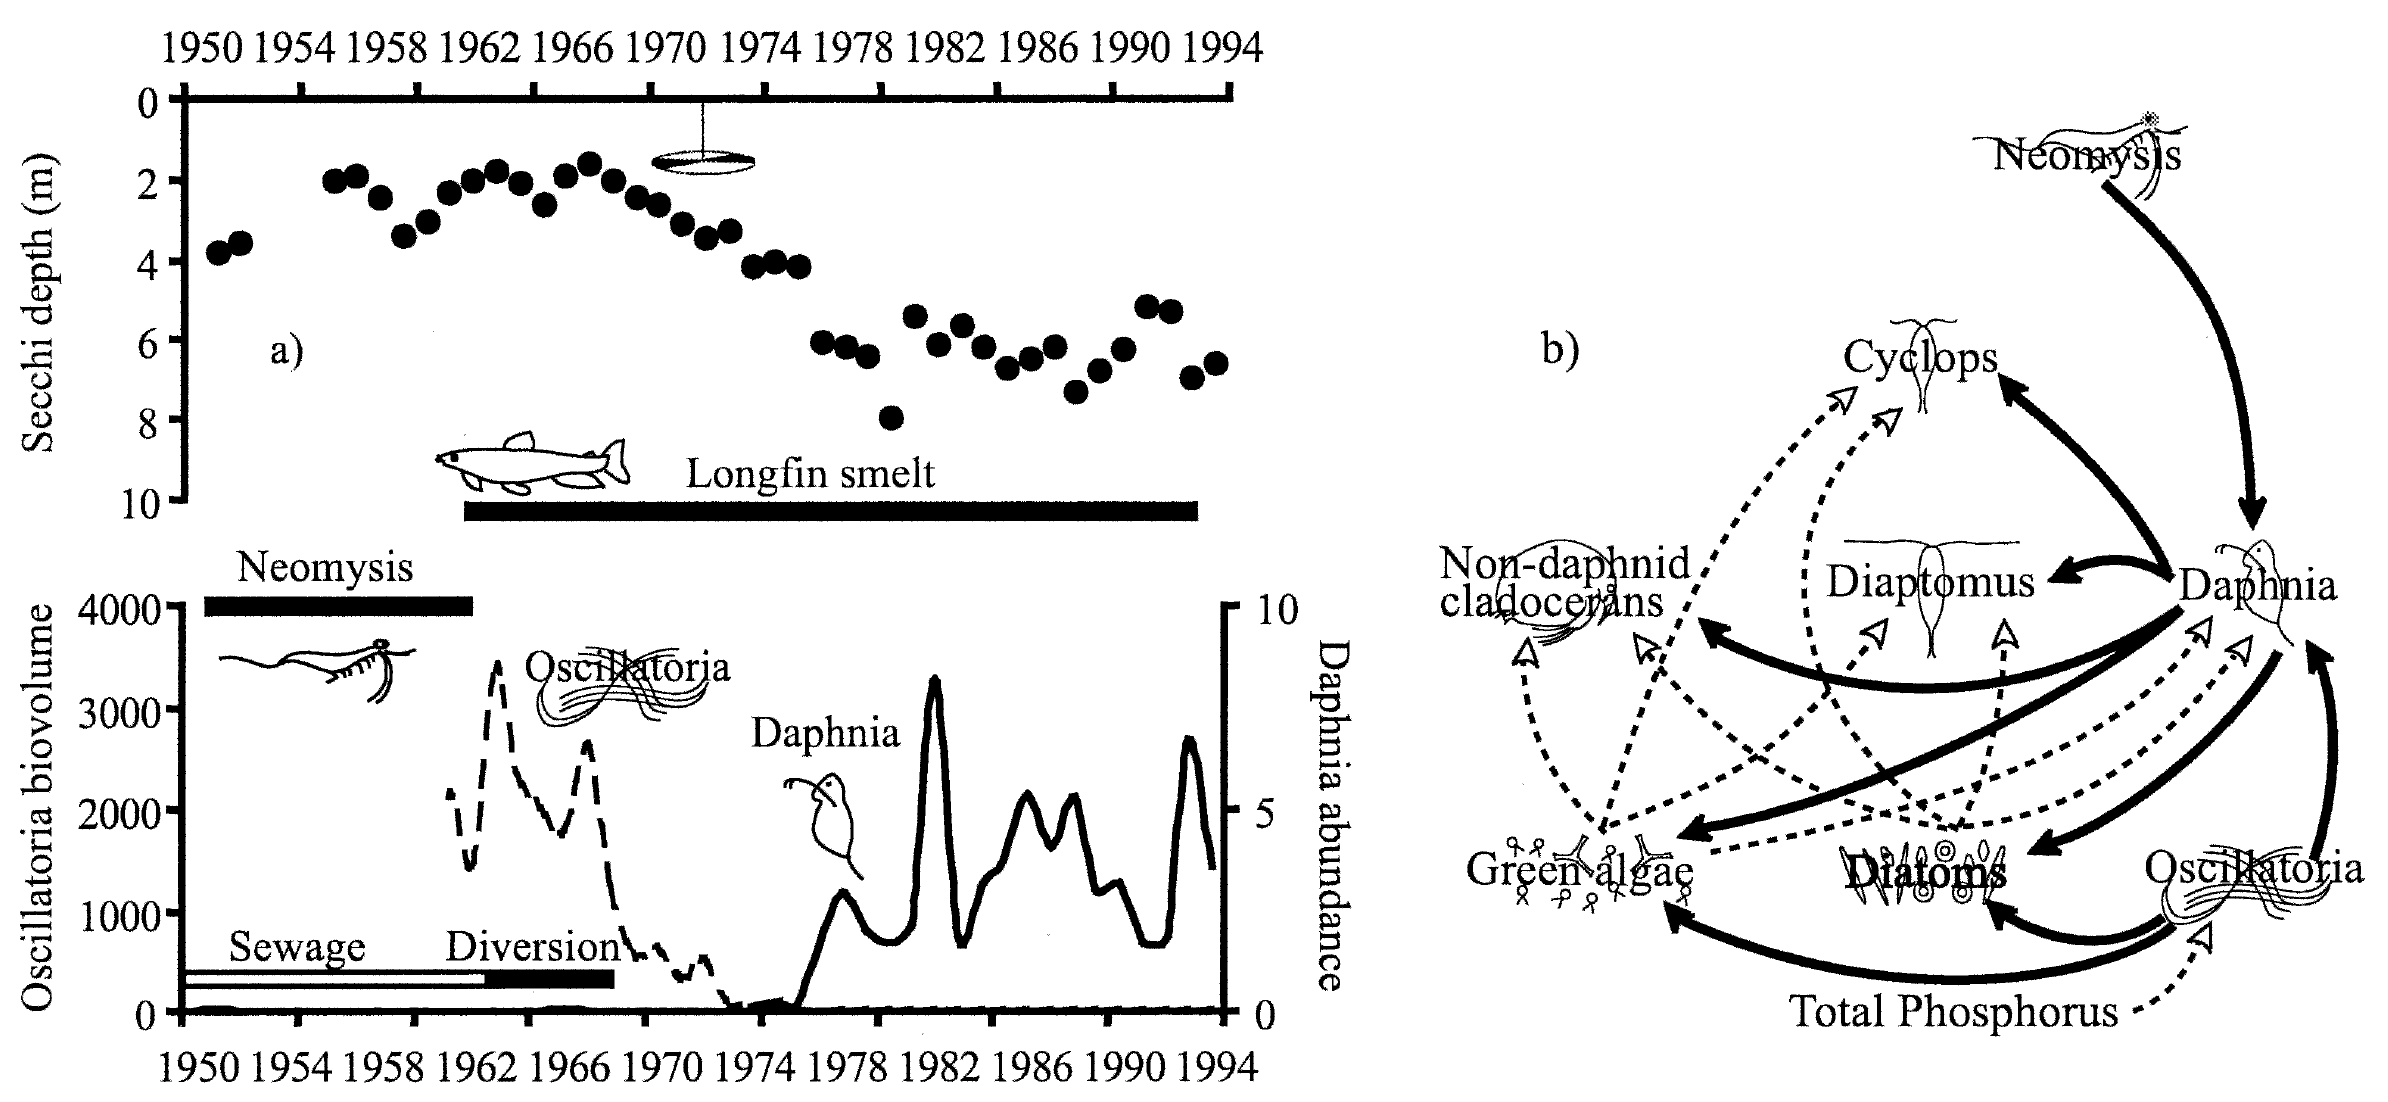 1950 1954 1958 1962 1966 1970 1974 1978 1982 1986 1990 1994
0
2
4
6
8
10
Secchi depth (m)
a)
Longfin smelt
Neomysis
4000
3000
2000
1000
0
Oscillatoria biovolume
Oscillatoria
Daphnia
Sewage Diversion
10
5
0
Daphnia abundance
1950 1954 1958 1962 1966 1970 1974 1978 1982 1986 1990 1994
b)
Neomysis
Cyclops
Non-daphnid
cladocerans
Diaptomus
Daphnia
Green algae
Diatoms
Oscillatoria
Total Phosphorus